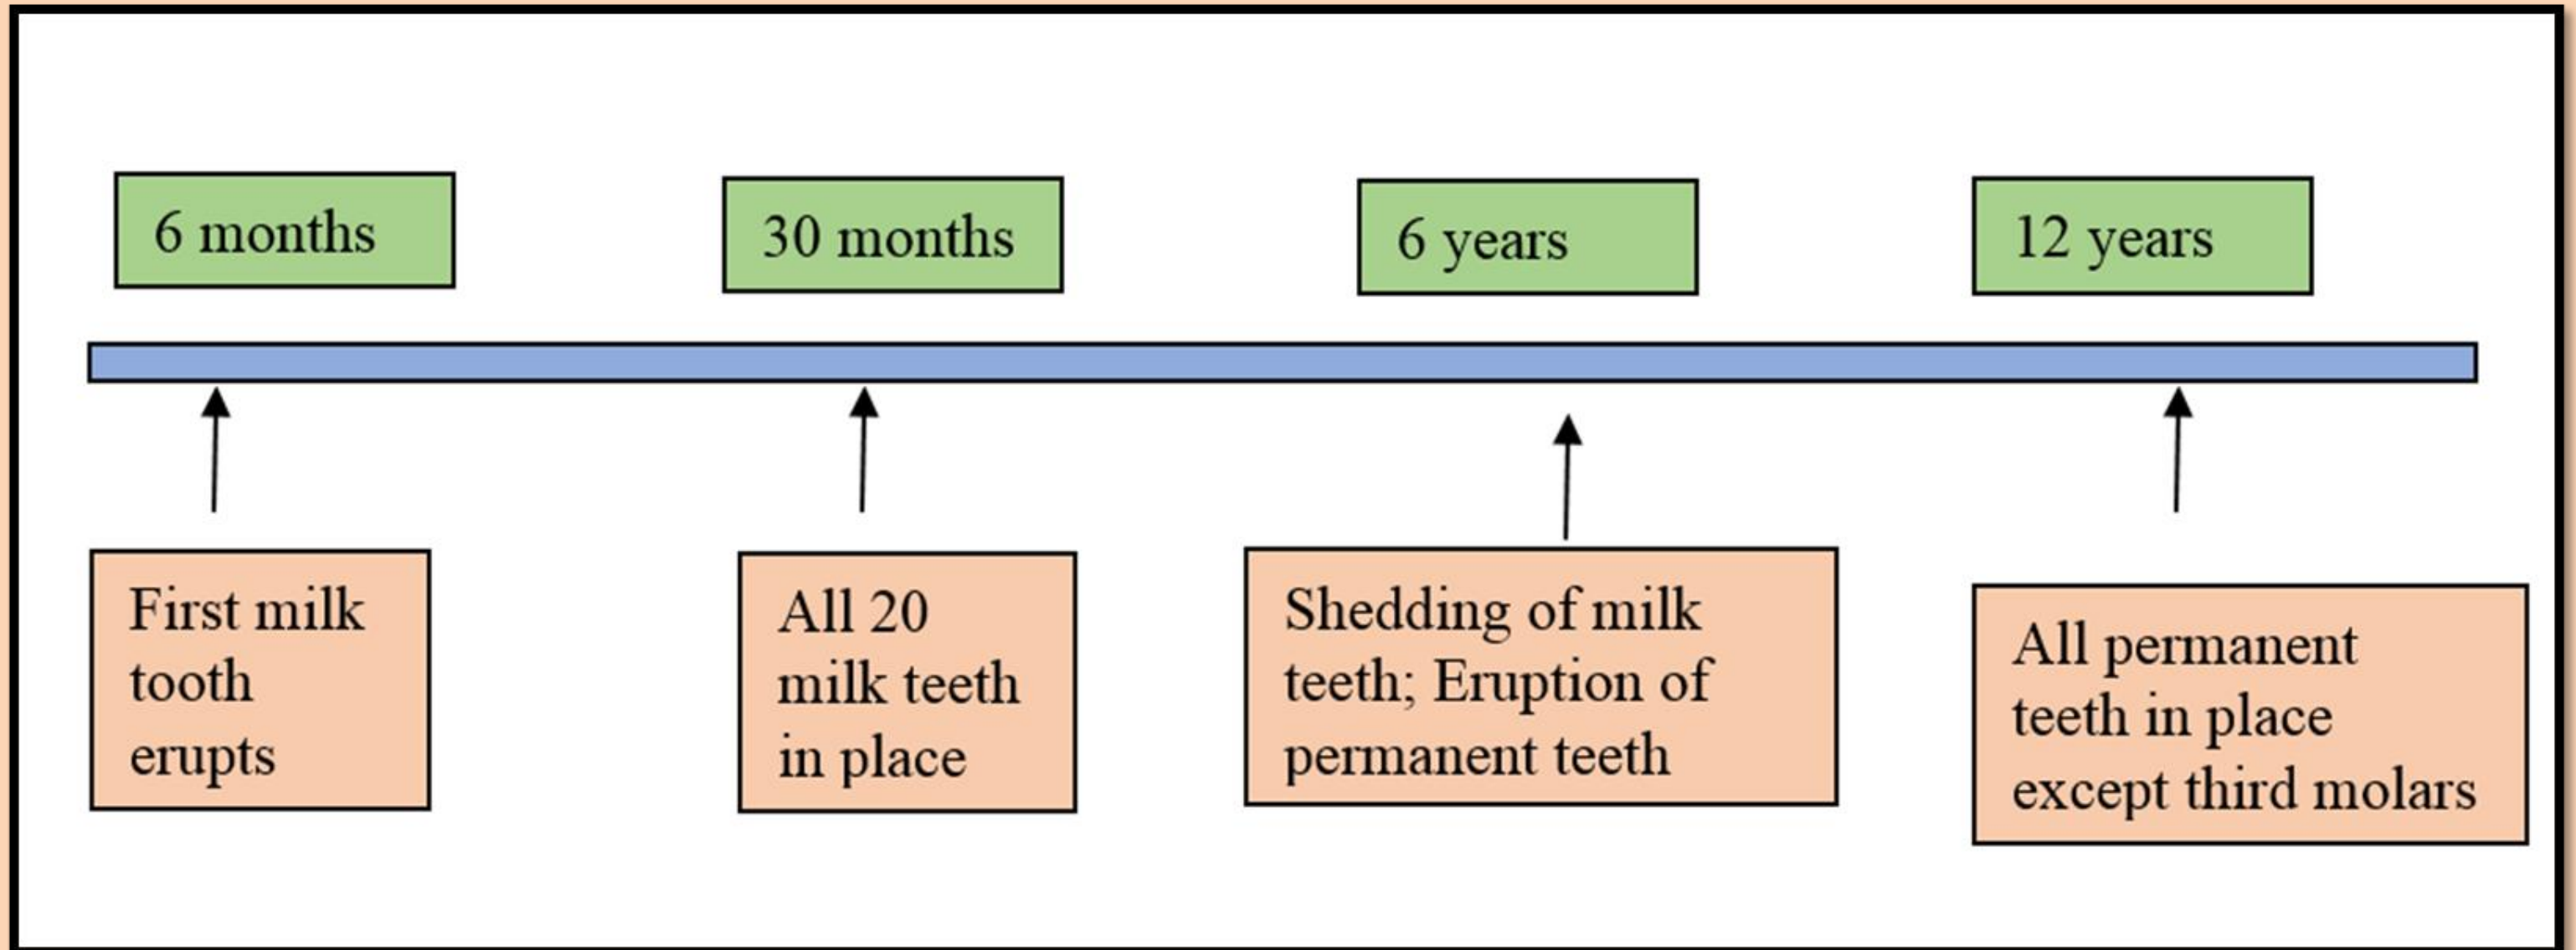 6 months
30 months
6 years
12 years
First milk
tooth
erupts
All 20
milk teeth
in place
Shedding of milk
teeth; Eruption of
permanent teeth
All permanent
teeth in place
except third molars